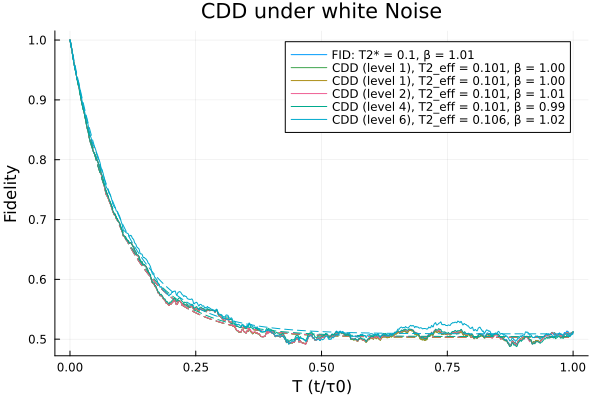 CDD under white Noise
1.0
0.9
0.8
0.7
0.6
0.5
Fidelity
FID: T2* = 0.1, β = 1.01
CDD (level 1), T2_eff = 0.101, β = 1.00
CDD (level 1), T2_eff = 0.101, β = 1.00
CDD (level 2), T2_eff = 0.101, β = 1.01
CDD (level 4), T2_eff = 0.101, β = 0.99
CDD (level 6), T2_eff = 0.106, β = 1.02
0.00 0.25 0.50 0.75 1.00
T (t/τ0)